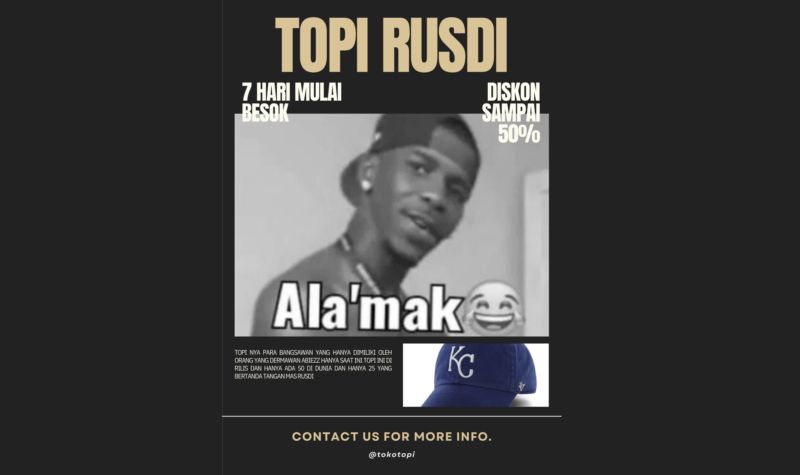 TOPI RUSDI
7 HARI MULAI
BESOK
DISKON
SAMPAI
50%
Ala'mak😂
TOPI NYA PARA BANGSAWAN YANG HANYA DIMILIKI OLEH
ORANG YANG DERMAWAN ABIEZZ HANYA SAAT INI TOPI INI DI
RILIS DAN HANYA ADA 50 DI DUNIA DAN HANYA 25 YANG
BERTANDA TANGAN MAS RUSDI
KC
CONTACT US FOR MORE INFO.
@tokotopi